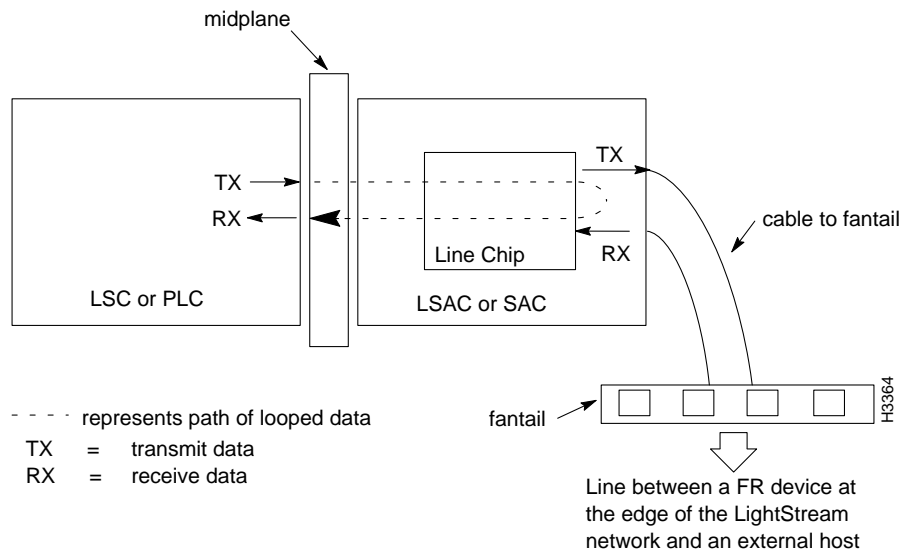 midplane
TX
TX
RX
cable to fantail
Line Chip
RX
LSC or PLC
LSAC or SAC
H3364
represents path of looped data
fantail
TX = transmit data
RX = receive data
Line between a FR device at
the edge of the LightStream
network and an external host